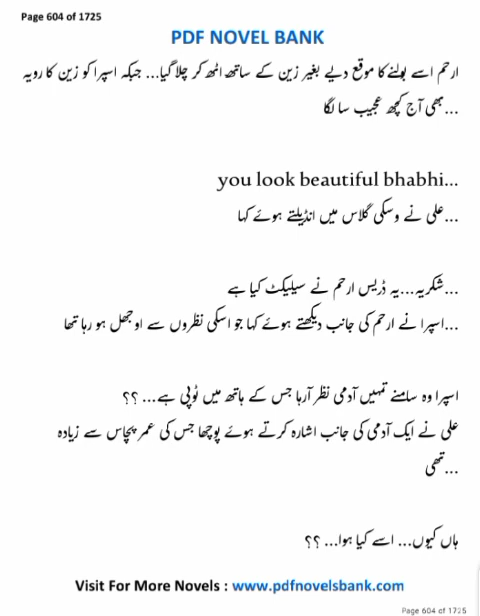 Page 604 of 1725
PDF NOVEL BANK
ارحم اسے بولنے کا موقع دیے بغیر زین کے ساتھ اٹھ کر چلا گیا... جبکہ اسپرا کو زین کا رویہ
بھی آج کچھ عجیب سا لگا...
you look beautiful bhabhi...
علی نے وسکی گلاس میں انڈیلتے ہوئے کہا...
شکریہ...یہ ڈریس ارحم نے سیلیکٹ کیا ہے...
اسپرا نے ارحم کی جانب دیکھتے ہوئے کہا جو اسکی نظروں سے اوجھل ہو رہا تھا...
اسپرا وہ سامنے تمہیں آدمی نظر آرہا جس کے ہاتھ میں ٹوپی ہے... ؟؟
علی نے ایک آدمی کی جانب اشارہ کرتے ہوئے پوچھا جس کی عمر پچاس سے زیادہ
تھی...
ہاں کیوں... اسے کیا ہوا... ؟؟
Visit For More Novels : www.pdfnovelsbank.com
Page 604 of 1725